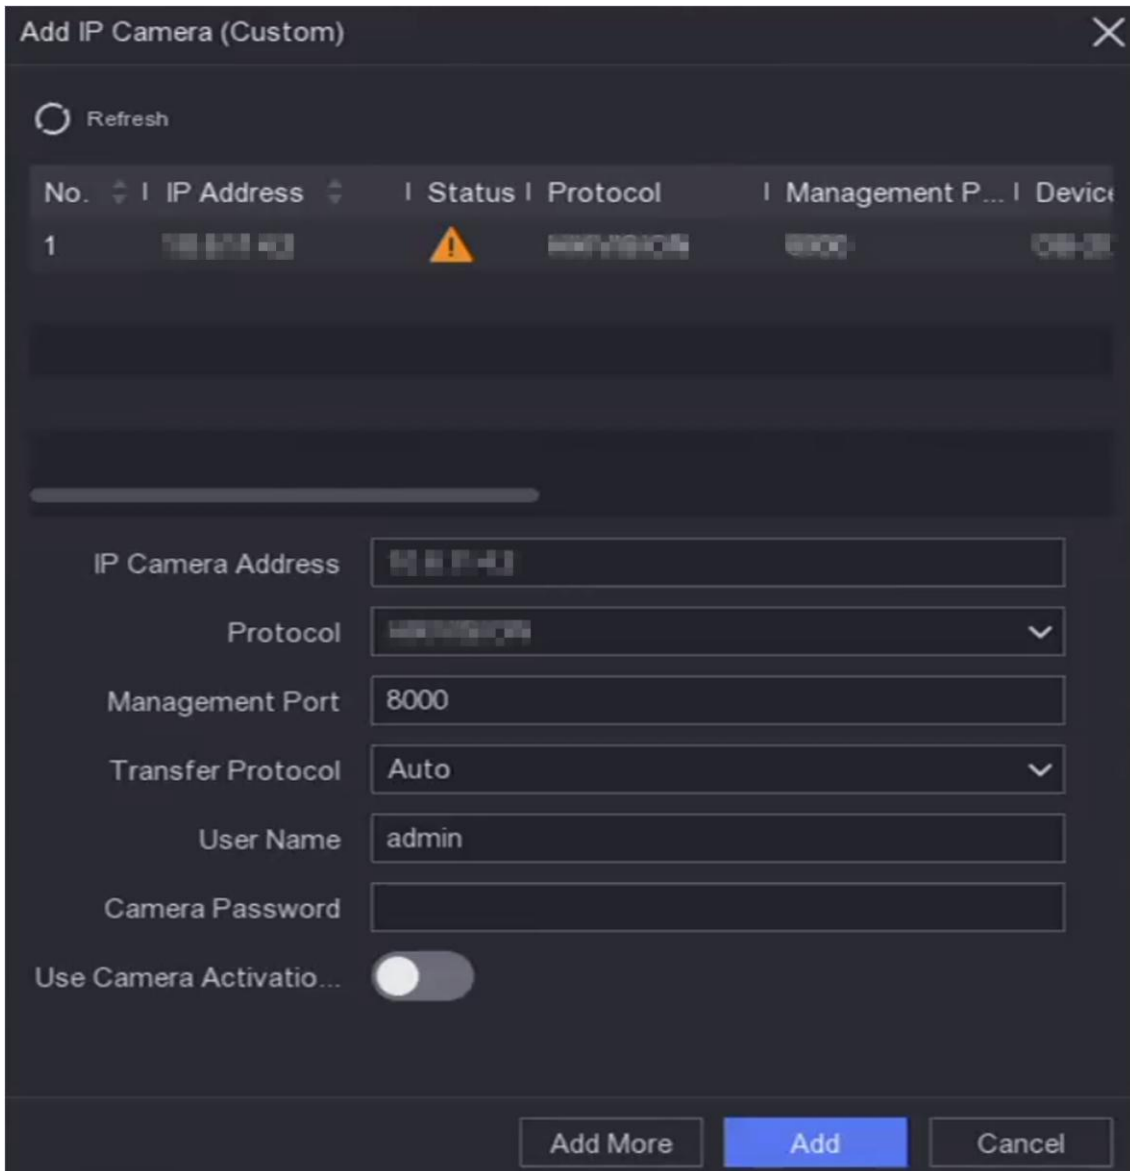 Add IP Camera (Custom)
Refresh
No. IP Address Status Protocol Management P... Device
1
IP Camera Address
Protocol
Management Port 8000
Transfer Protocol Auto
User Name admin
Camera Password
Use Camera Activatio...
Add More Add Cancel